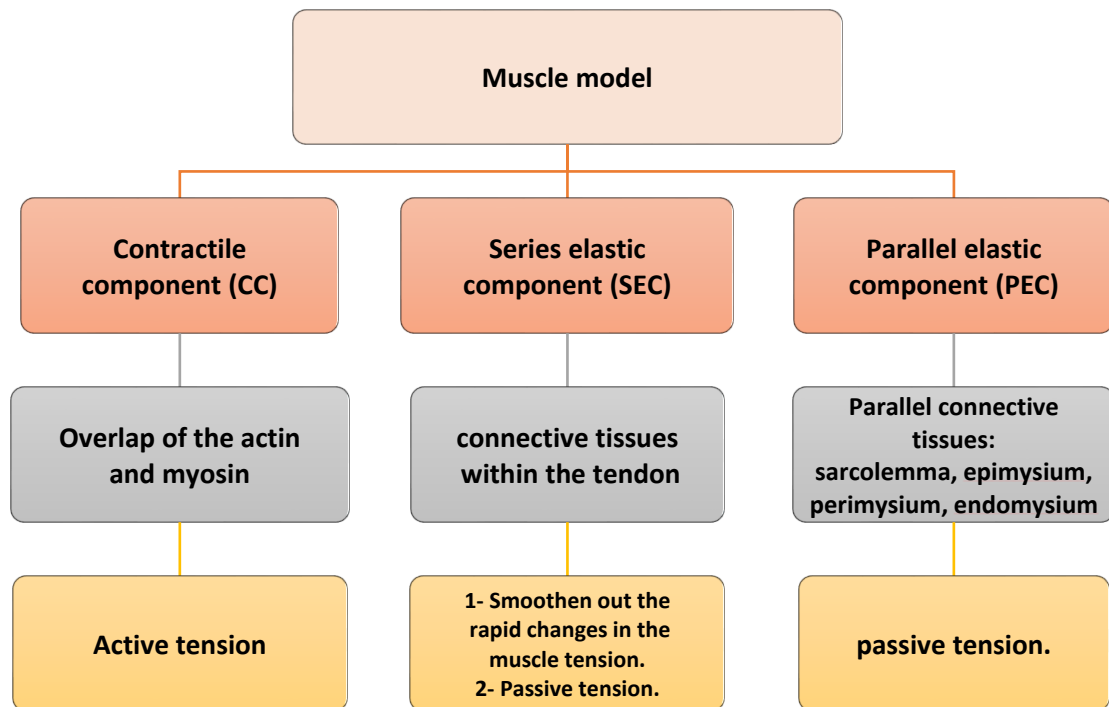 Muscle model
Contractile
component (CC)
Series elastic
component (SEC)
Parallel elastic
component (PEC)
Overlap of the actin
and myosin
connective tissues
within the tendon
Parallel connective
tissues:
sarcolemma, epimysium,
perimysium, endomysium
Active tension
1- Smoothen out the
rapid changes in the
muscle tension.
2- Passive tension.
passive tension.